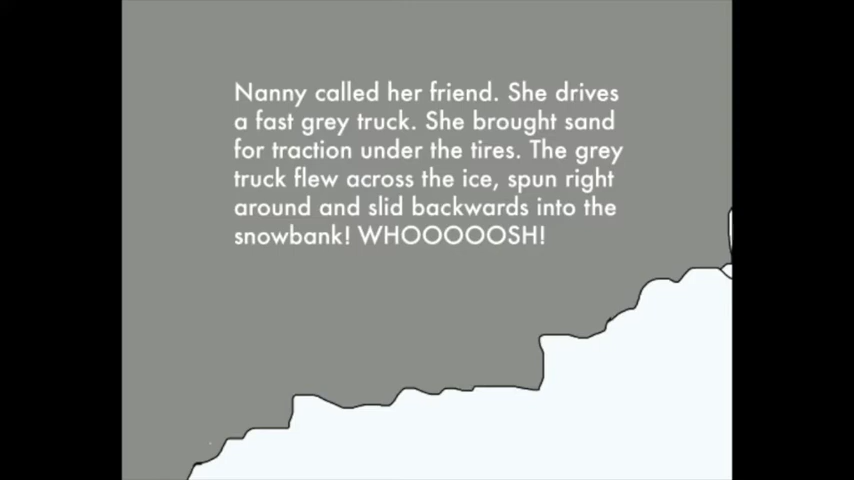 Nanny called her friend. She drives
a fast grey truck. She brought sand
for traction under the tires. The grey
truck flew across the ice, spun right
around and slid backwards into the
snowbank! WHOOOOOSH!